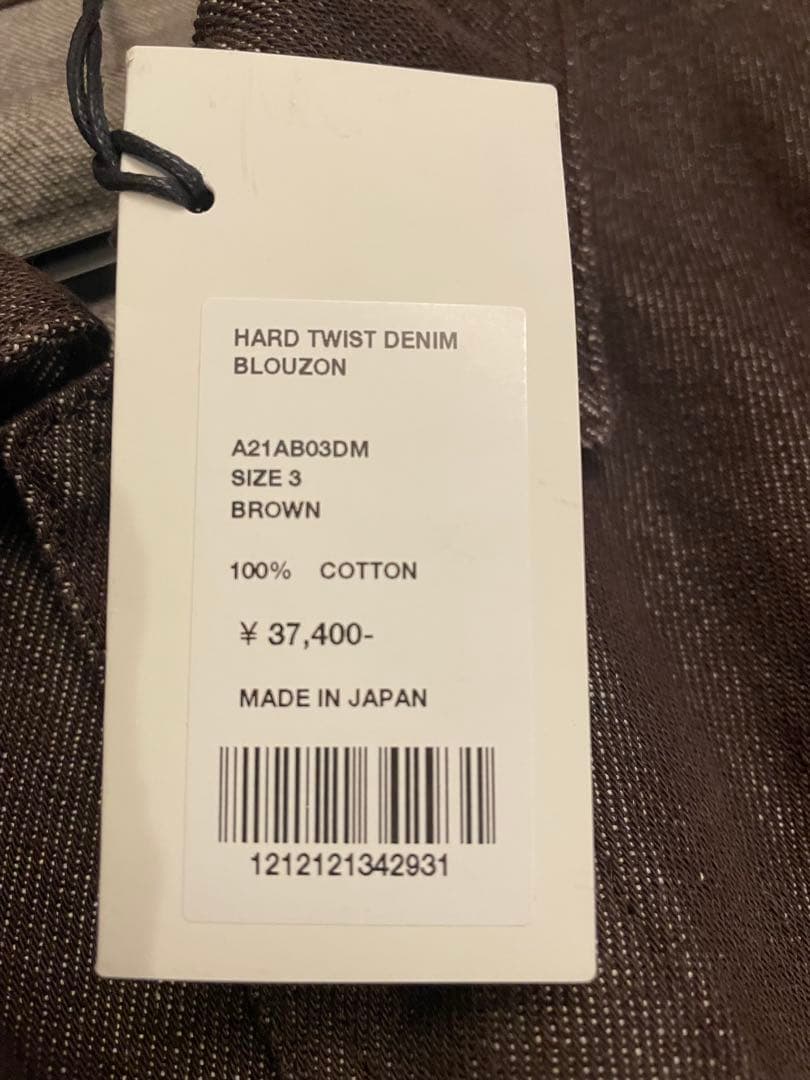 HARD TWIST DENIM
BLOUZON
A21AB03DM
SIZE 3
BROWN
100% COTTON
¥ 37,400-
MADE IN JAPAN
1212121342931